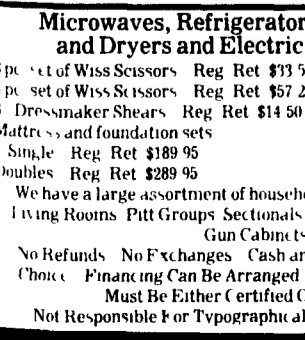 Microwaves, Refrigerator
and Dryers and Electric
set of Wiss Scissors Reg Ret $33 5
set of Wiss Scissors Reg Ret $57 2
Dressmaker Shears Reg Ret $14 50
Mattress and foundation sets
Single Reg Ret $189 95
Doubles Reg Ret $289 95
We have a large assortment of househ
Living Rooms Pitt Groups Sectionals
Gun Cabinets
No Refunds No Exchanges Cash ar
Choice Financing Can Be Arranged
Must Be Either Certified C
Not Responsible For Typographical